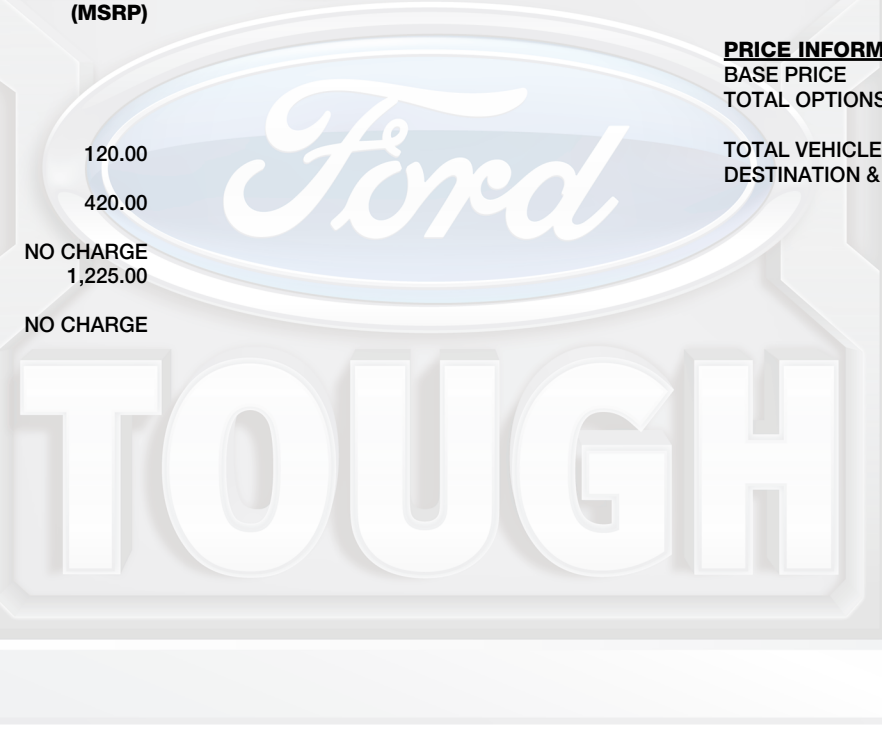 (MSRP)
120.00
420.00
NO CHARGE
1,225.00
NO CHARGE
PRICE INFORM
BASE PRICE
TOTAL OPTIONS
TOTAL VEHICLE
DESTINATION &
Ford
TOUGH